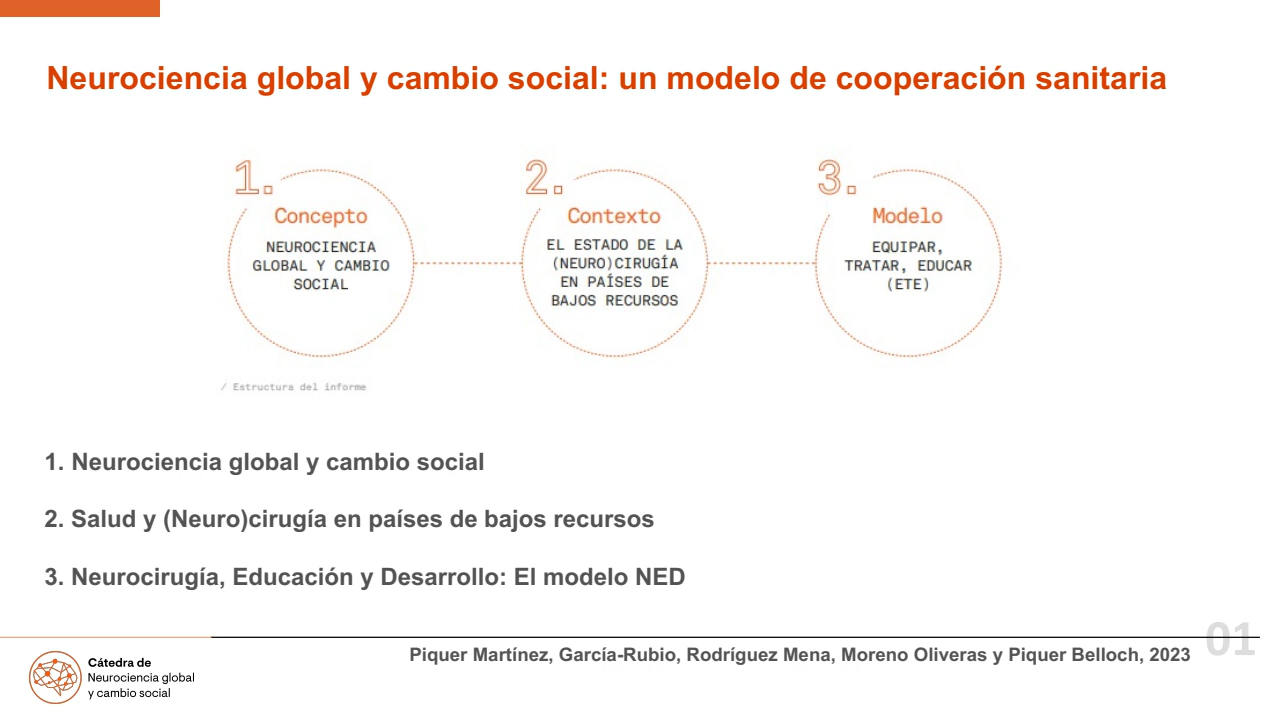 Neurociencia global y cambio social: un modelo de cooperación sanitaria
1.
Concepto
NEUROCIENCIA
GLOBAL Y CAMBIO
SOCIAL
2.
Contexto
EL ESTADO DE LA
(NEURO)CIRUGÍA
EN PAÍSES DE
BAJOS RECURSOS
3.
Modelo
EQUIPAR,
TRATAR, EDUCAR
(ETE)
/ Estructura del informe
1. Neurociencia global y cambio social
2. Salud y (Neuro)cirugía en países de bajos recursos
3. Neurocirugía, Educación y Desarrollo: El modelo NED
01
Piquer Martínez, García-Rubio, Rodríguez Mena, Moreno Oliveras y Piquer Belloch, 2023
Cátedra de
Neurociencia global
y cambio social